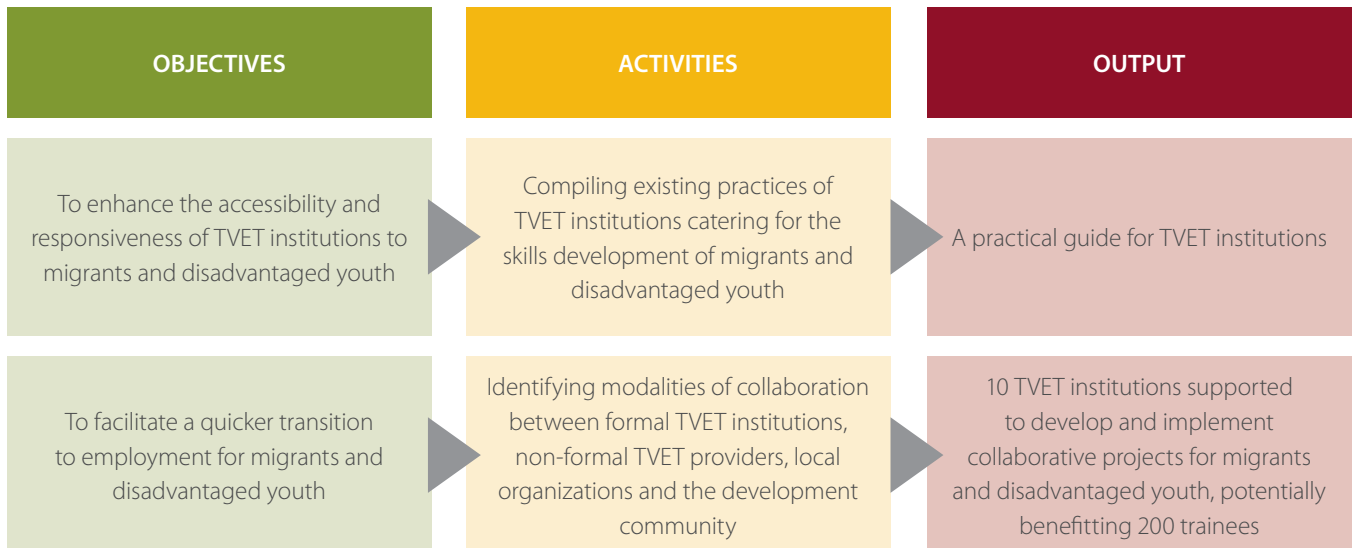 OBJECTIVES
ACTIVITIES
OUTPUT
To enhance the accessibility and
responsiveness of TVET institutions to
migrants and disadvantaged youth
Compiling existing practices of
TVET institutions catering for the
skills development of migrants and
disadvantaged youth
A practical guide for TVET institutions
To facilitate a quicker transition
to employment for migrants and
disadvantaged youth
Identifying modalities of collaboration
between formal TVET institutions,
non-formal TVET providers, local
organizations and the development
community
10 TVET institutions supported
to develop and implement
collaborative projects for migrants
and disadvantaged youth, potentially
benefitting 200 trainees